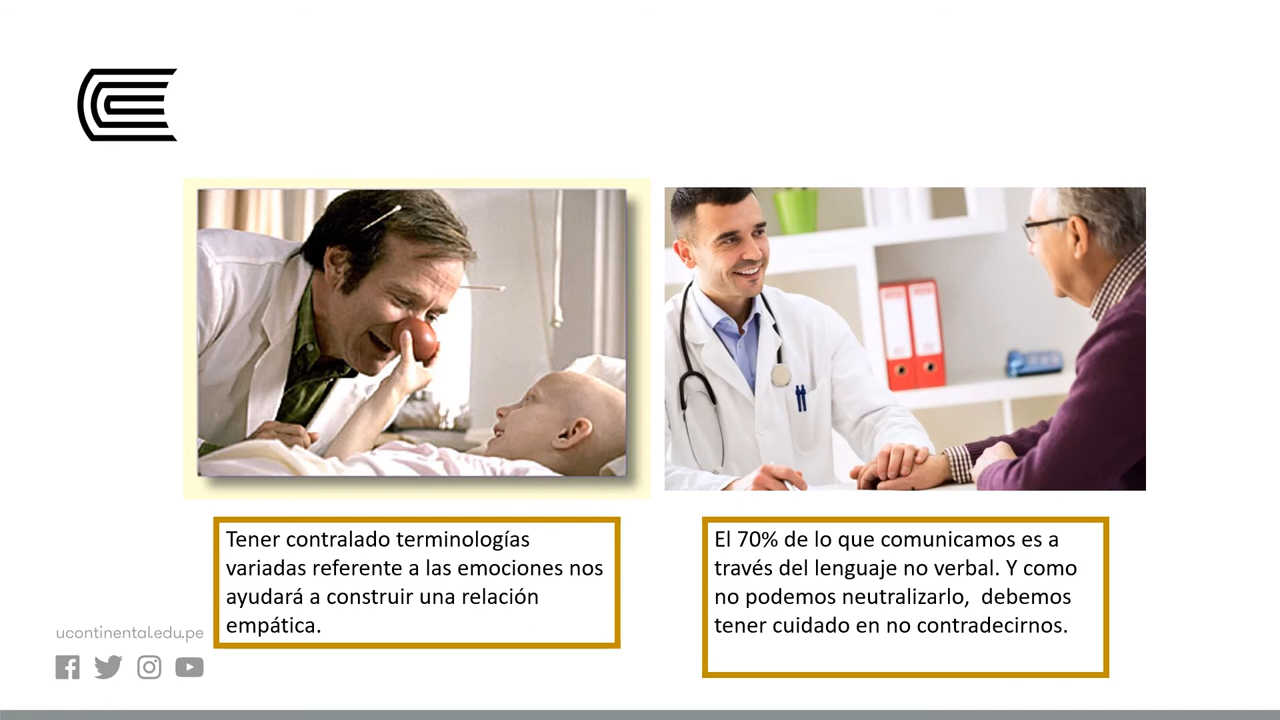 Tener contralado terminologías
variadas referente a las emociones nos
ayudará a construir una relación
empática.
El 70% de lo que comunicamos es a
través del lenguaje no verbal. Y como
no podemos neutralizarlo,  debemos
tener cuidado en no contradecirnos.
ucontinental.edu.pe